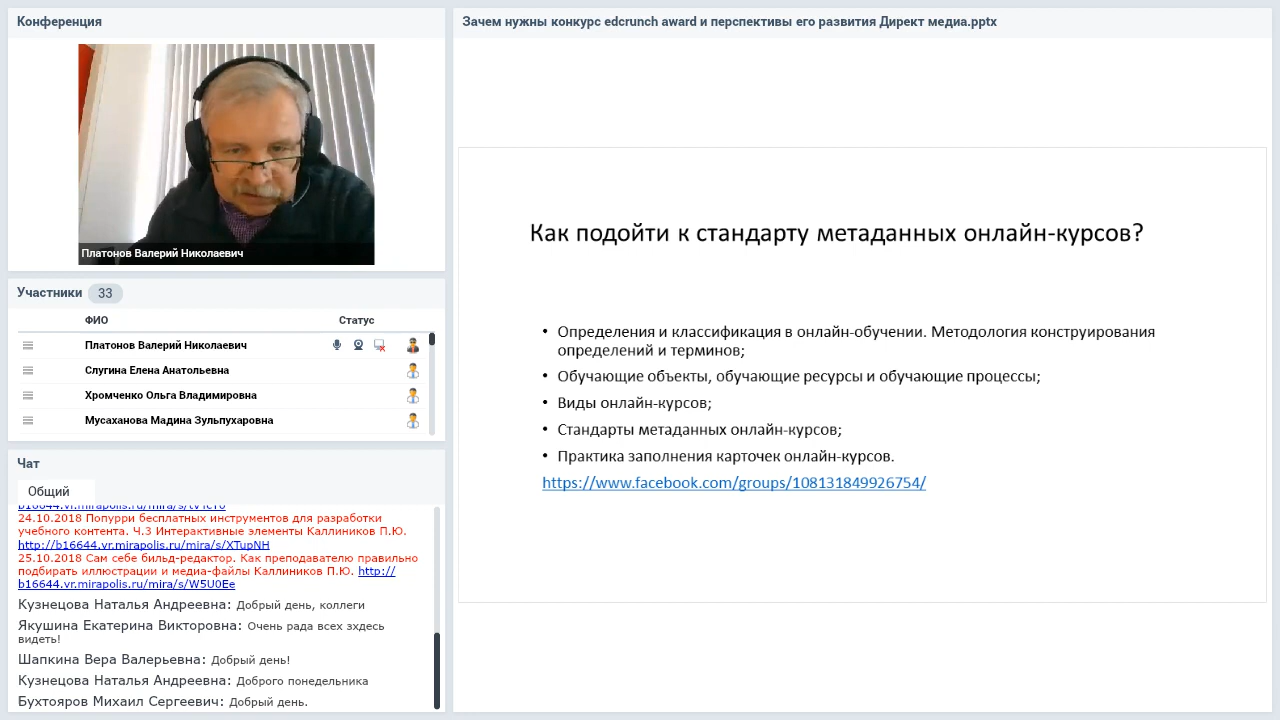 Конференция
Платонов Валерий Николаевич
Участники 33
ФИО Статус
Платонов Валерий Николаевич
Слугина Елена Анатольевна
Хромченко Ольга Владимировна
Мусаханова Мадина Зульпухаровна
Чат
Общий
24.10.2018 Попурри бесплатных инструментов для разработки
учебного контента. Ч.3 Интерактивные элементы Каллиников П.Ю.
http://b16644.vr.mirapolis.ru/mira/s/XTupNH
25.10.2018 Сам себе бильд-редактор. Как преподавателю правильно
подбирать иллюстрации и медиа-файлы Каллиников П.Ю. http://
b16644.vr.mirapolis.ru/mira/s/W5U0Ee
Кузнецова Наталья Андреевна: Добрый день, коллеги
Якушина Екатерина Викторовна: Очень рада всех зхдесь
видеть!
Шапкина Вера Валерьевна: Добрый день!
Кузнецова Наталья Андреевна: Доброго понедельника
Бухтояров Михаил Сергеевич: Добрый день.
Зачем нужны конкурс edcrunch award и перспективы его развития Директ медиа.pptx
Как подойти к стандарту метаданных онлайн-курсов?
• Определения и классификация в онлайн-обучении. Методология конструирования
определений и терминов;
• Обучающие объекты, обучающие ресурсы и обучающие процессы;
• Виды онлайн-курсов;
• Стандарты метаданных онлайн-курсов;
• Практика заполнения карточек онлайн-курсов.
https://www.facebook.com/groups/108131849926754/